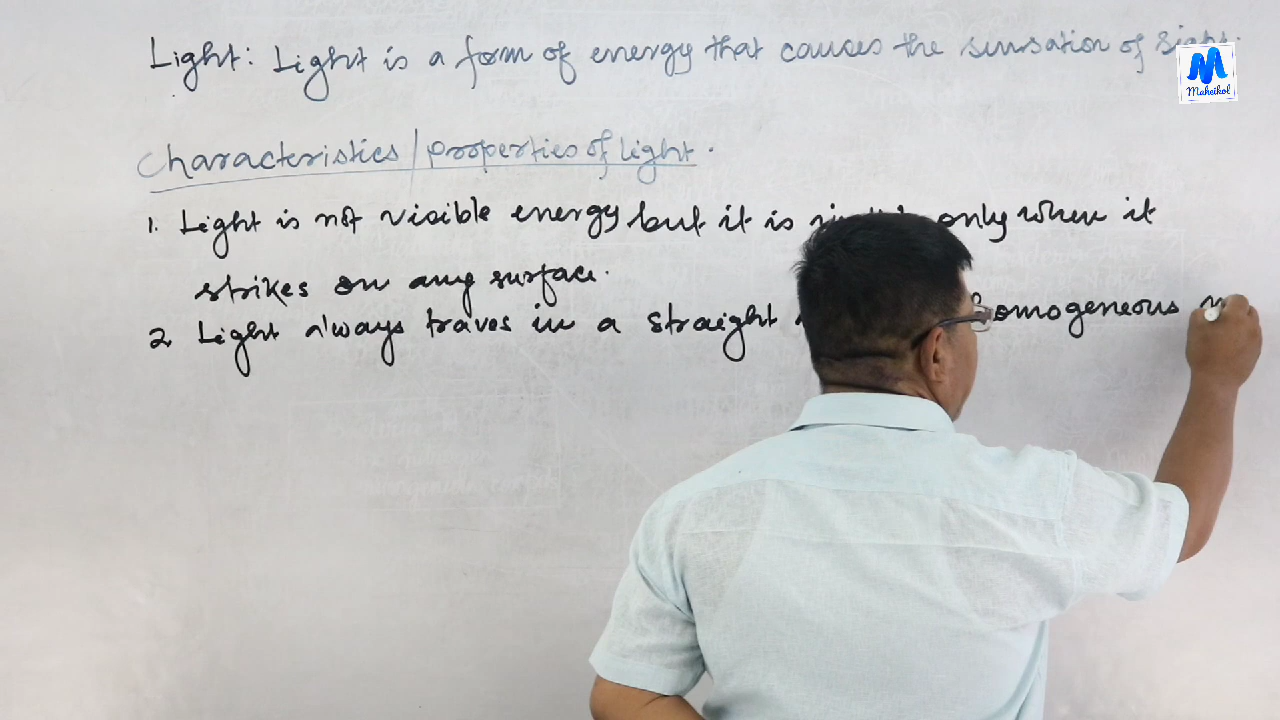 Light: Light is a form of energy that causes the sensation of sight.
Maheikol
Characteristics / properties of light.
1. Light is not visible energy but it is only when it
strikes on any surface.
2. Light always traves in a straight homogeneous